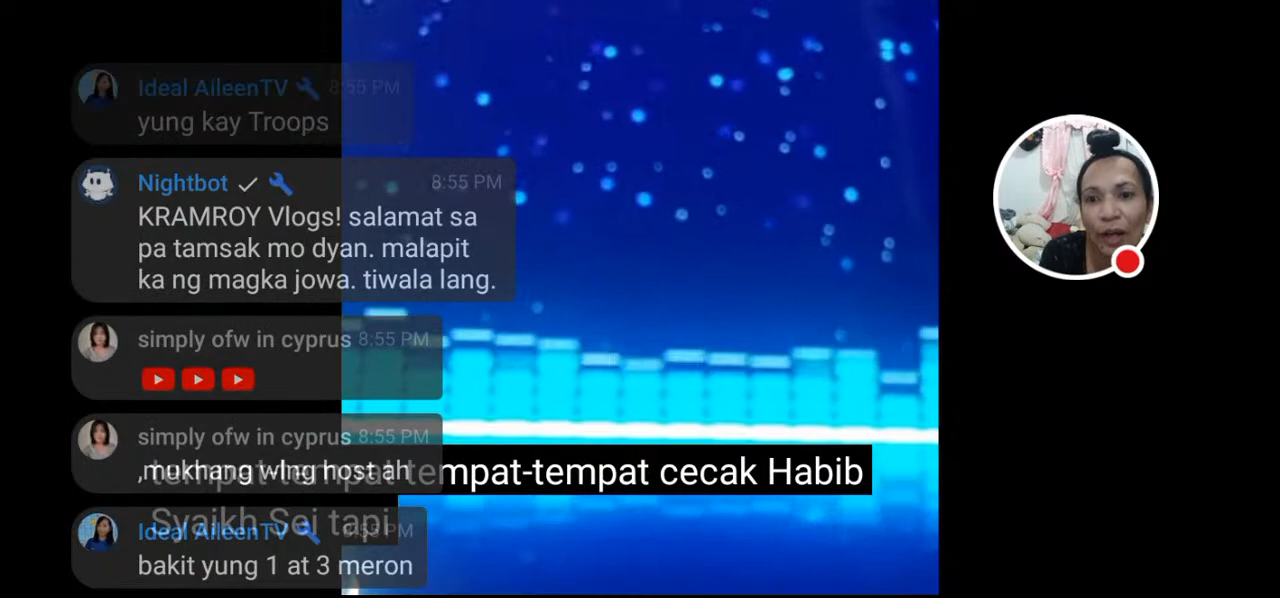 Ideal AileenTV 8:55 PM
yung kay Troops
Nightbot 8:55 PM
KRAMROY Vlogs! salamat sa
pa tamsak mo dyan. malapit
ka ng magka jowa. tiwala lang.
simply ofw in cyprus 8:55 PM
simply ofw in cyprus 8:55 PM
,mukhang wlng host ah
tempat-tempat tempat-tempat cecak Habib
Syaikh Sei tapi
Ideal AileenTV 8:55 PM
bakit yung 1 at 3 meron